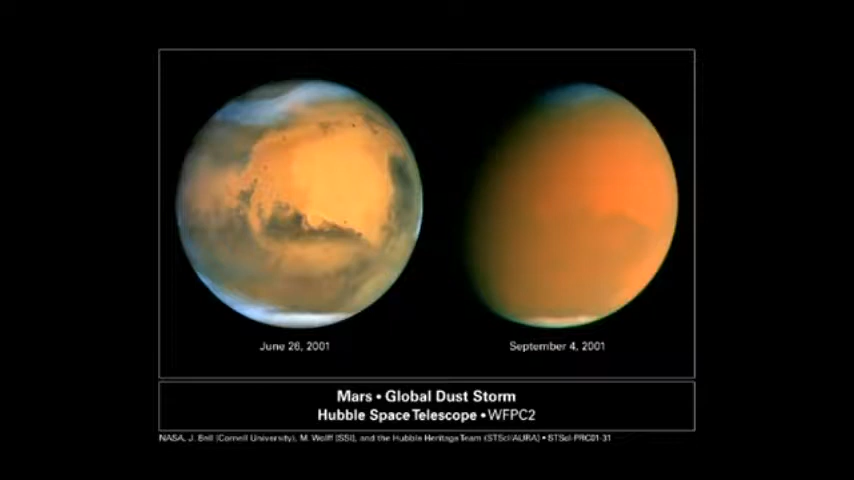 June 26, 2001
September 4, 2001
Mars • Global Dust Storm
Hubble Space Telescope • WFPC2
NASA, J. Bell (Cornell University), M. Wolff (SSI), and the Hubble Heritage Team (STScI/AURA) • STScI-PRC01-31